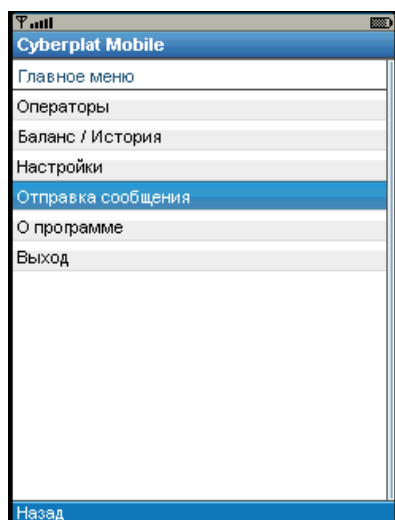 Cyberplat Mobile
Главное меню
Операторы
Баланс / История
Настройки
Отправка сообщения
О программе
Выход
Назад